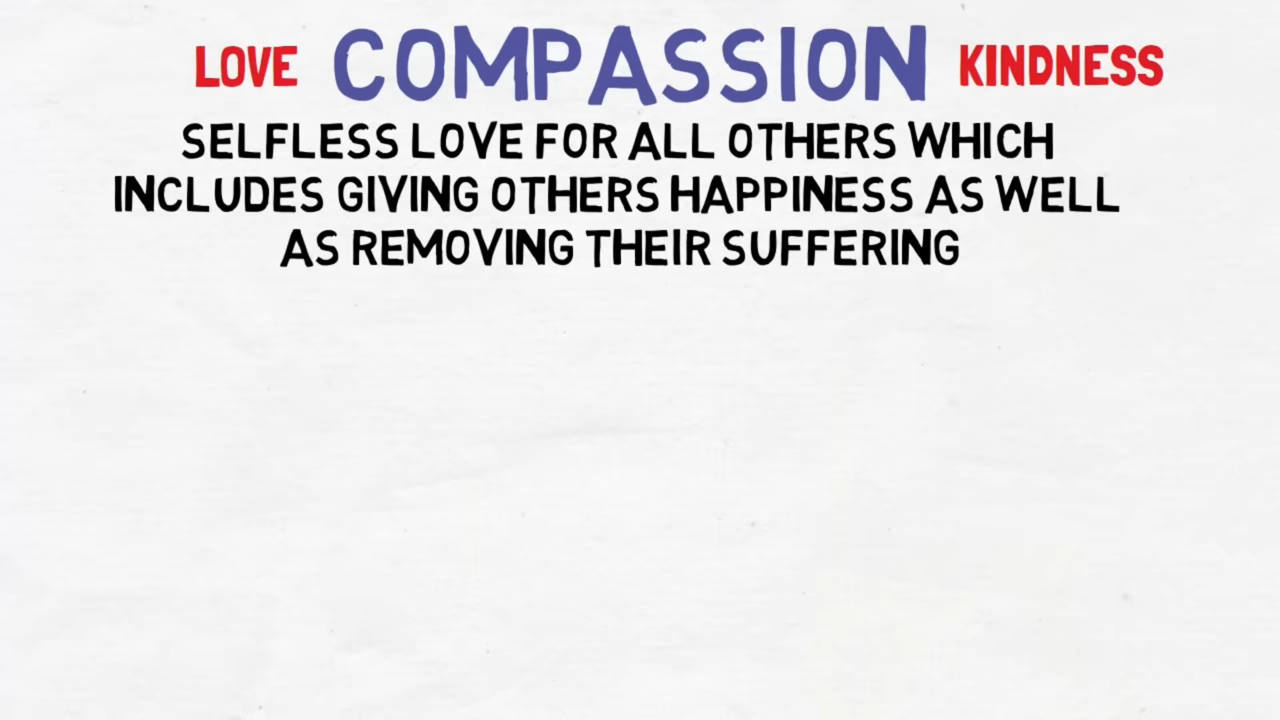 LOVE COMPASSION KINDNESS
SELFLESS LOVE FOR ALL OTHERS WHICH
INCLUDES GIVING OTHERS HAPPINESS AS WELL
AS REMOVING THEIR SUFFERING